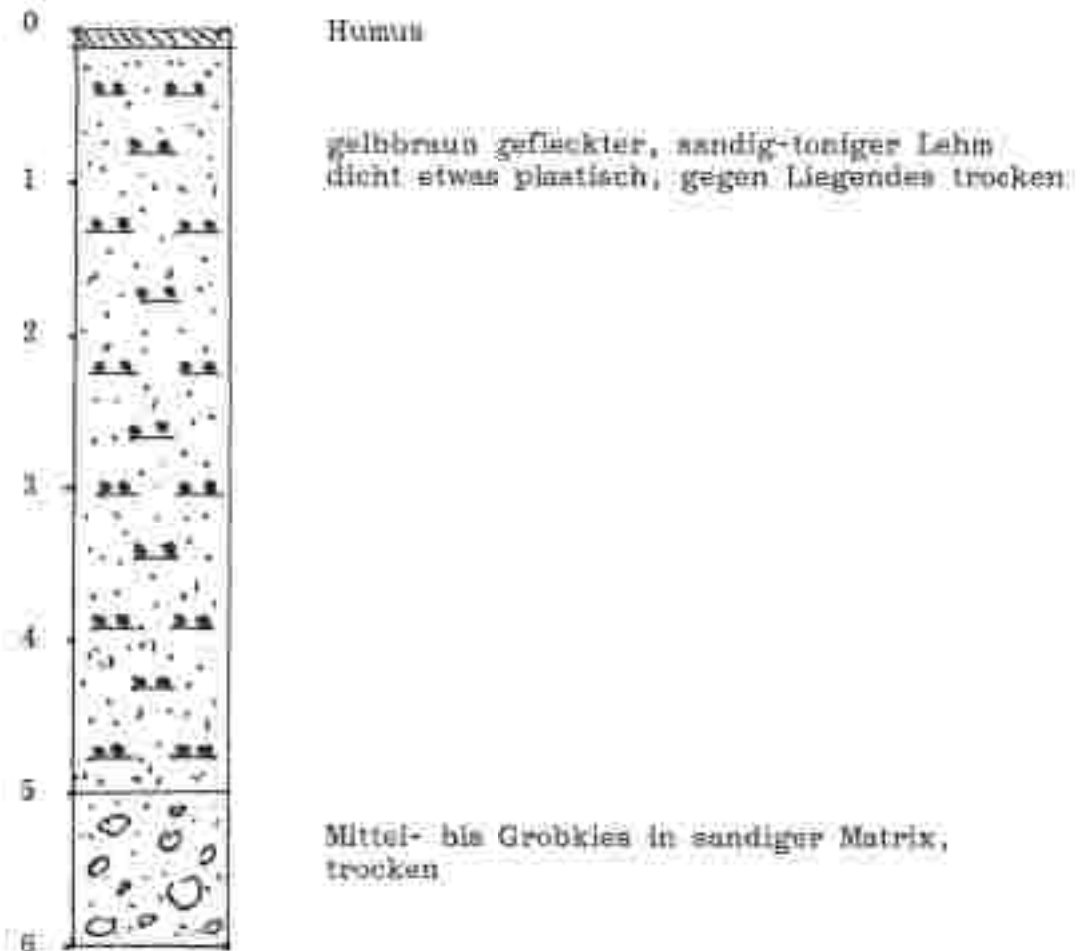 0
Humus
gelbbraun gefleckter, sandig-toniger Lehm
1
dicht etwas plastisch, gegen Liegendes trocken
2
3
4
5
Mittel- bis Grobkies in sandiger Matrix,
trocken
6